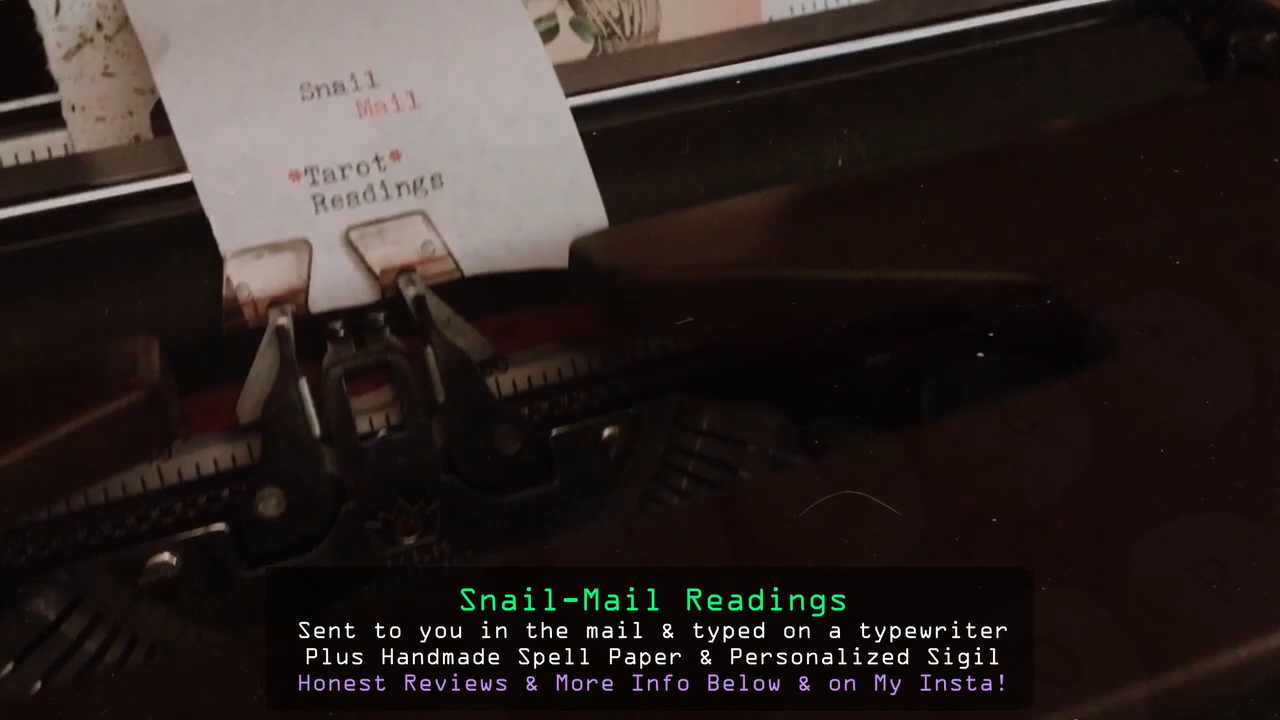 Snail
Mail
*Tarot*
Readings
Snail-Mail Readings
Sent to you in the mail & typed on a typewriter
Plus Handmade Spell Paper & Personalized Sigil
Honest Reviews & More Info Below & on My Insta!